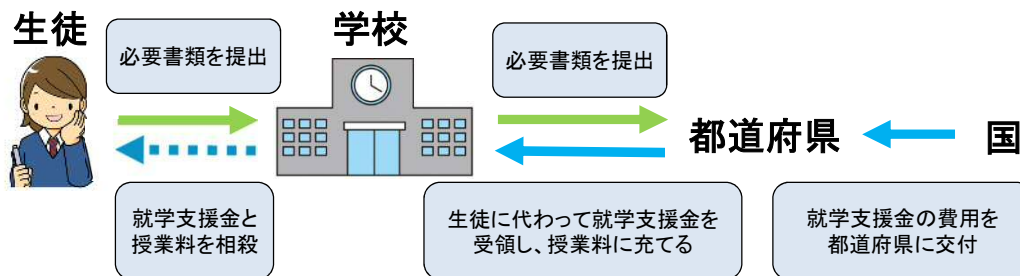 生徒
必要書類を提出
学校
必要書類を提出
都道府県
国
就学支援金と
授業料を相殺
生徒に代わって就学支援金を
受領し、授業料に充てる
就学支援金の費用を
都道府県に交付